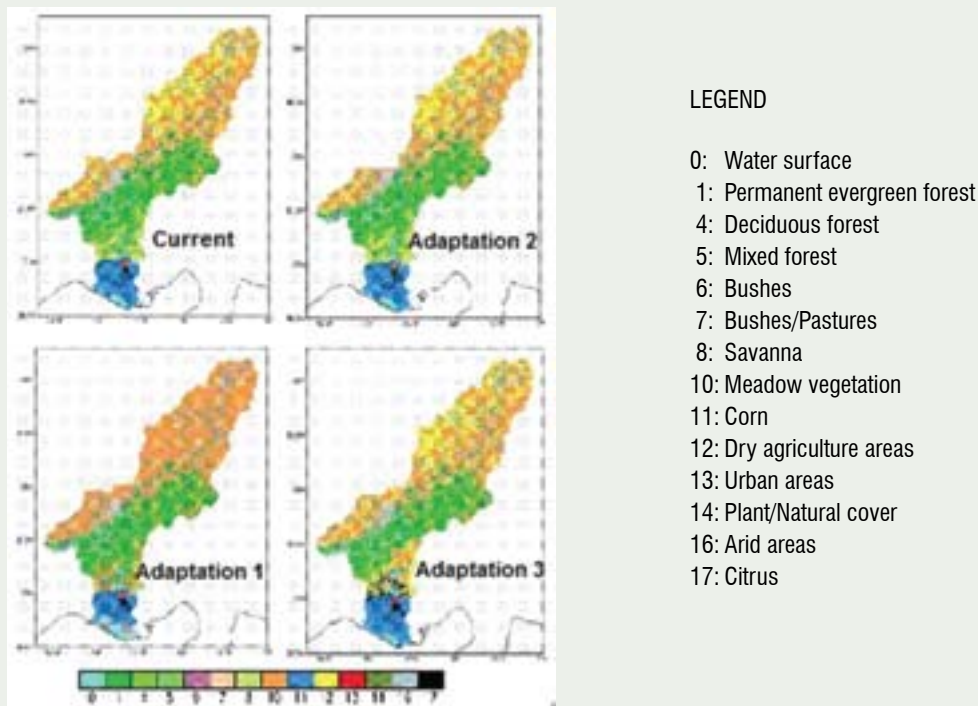 Current
Adaptation 2
Adaptation 1
Adaptation 3
LEGEND
0: Water surface
1: Permanent evergreen forest
4: Deciduous forest
5: Mixed forest
6: Bushes
7: Bushes/Pastures
8: Savanna
10: Meadow vegetation
11: Corn
12: Dry agriculture areas
13: Urban areas
14: Plant/Natural cover
16: Arid areas
17: Citrus